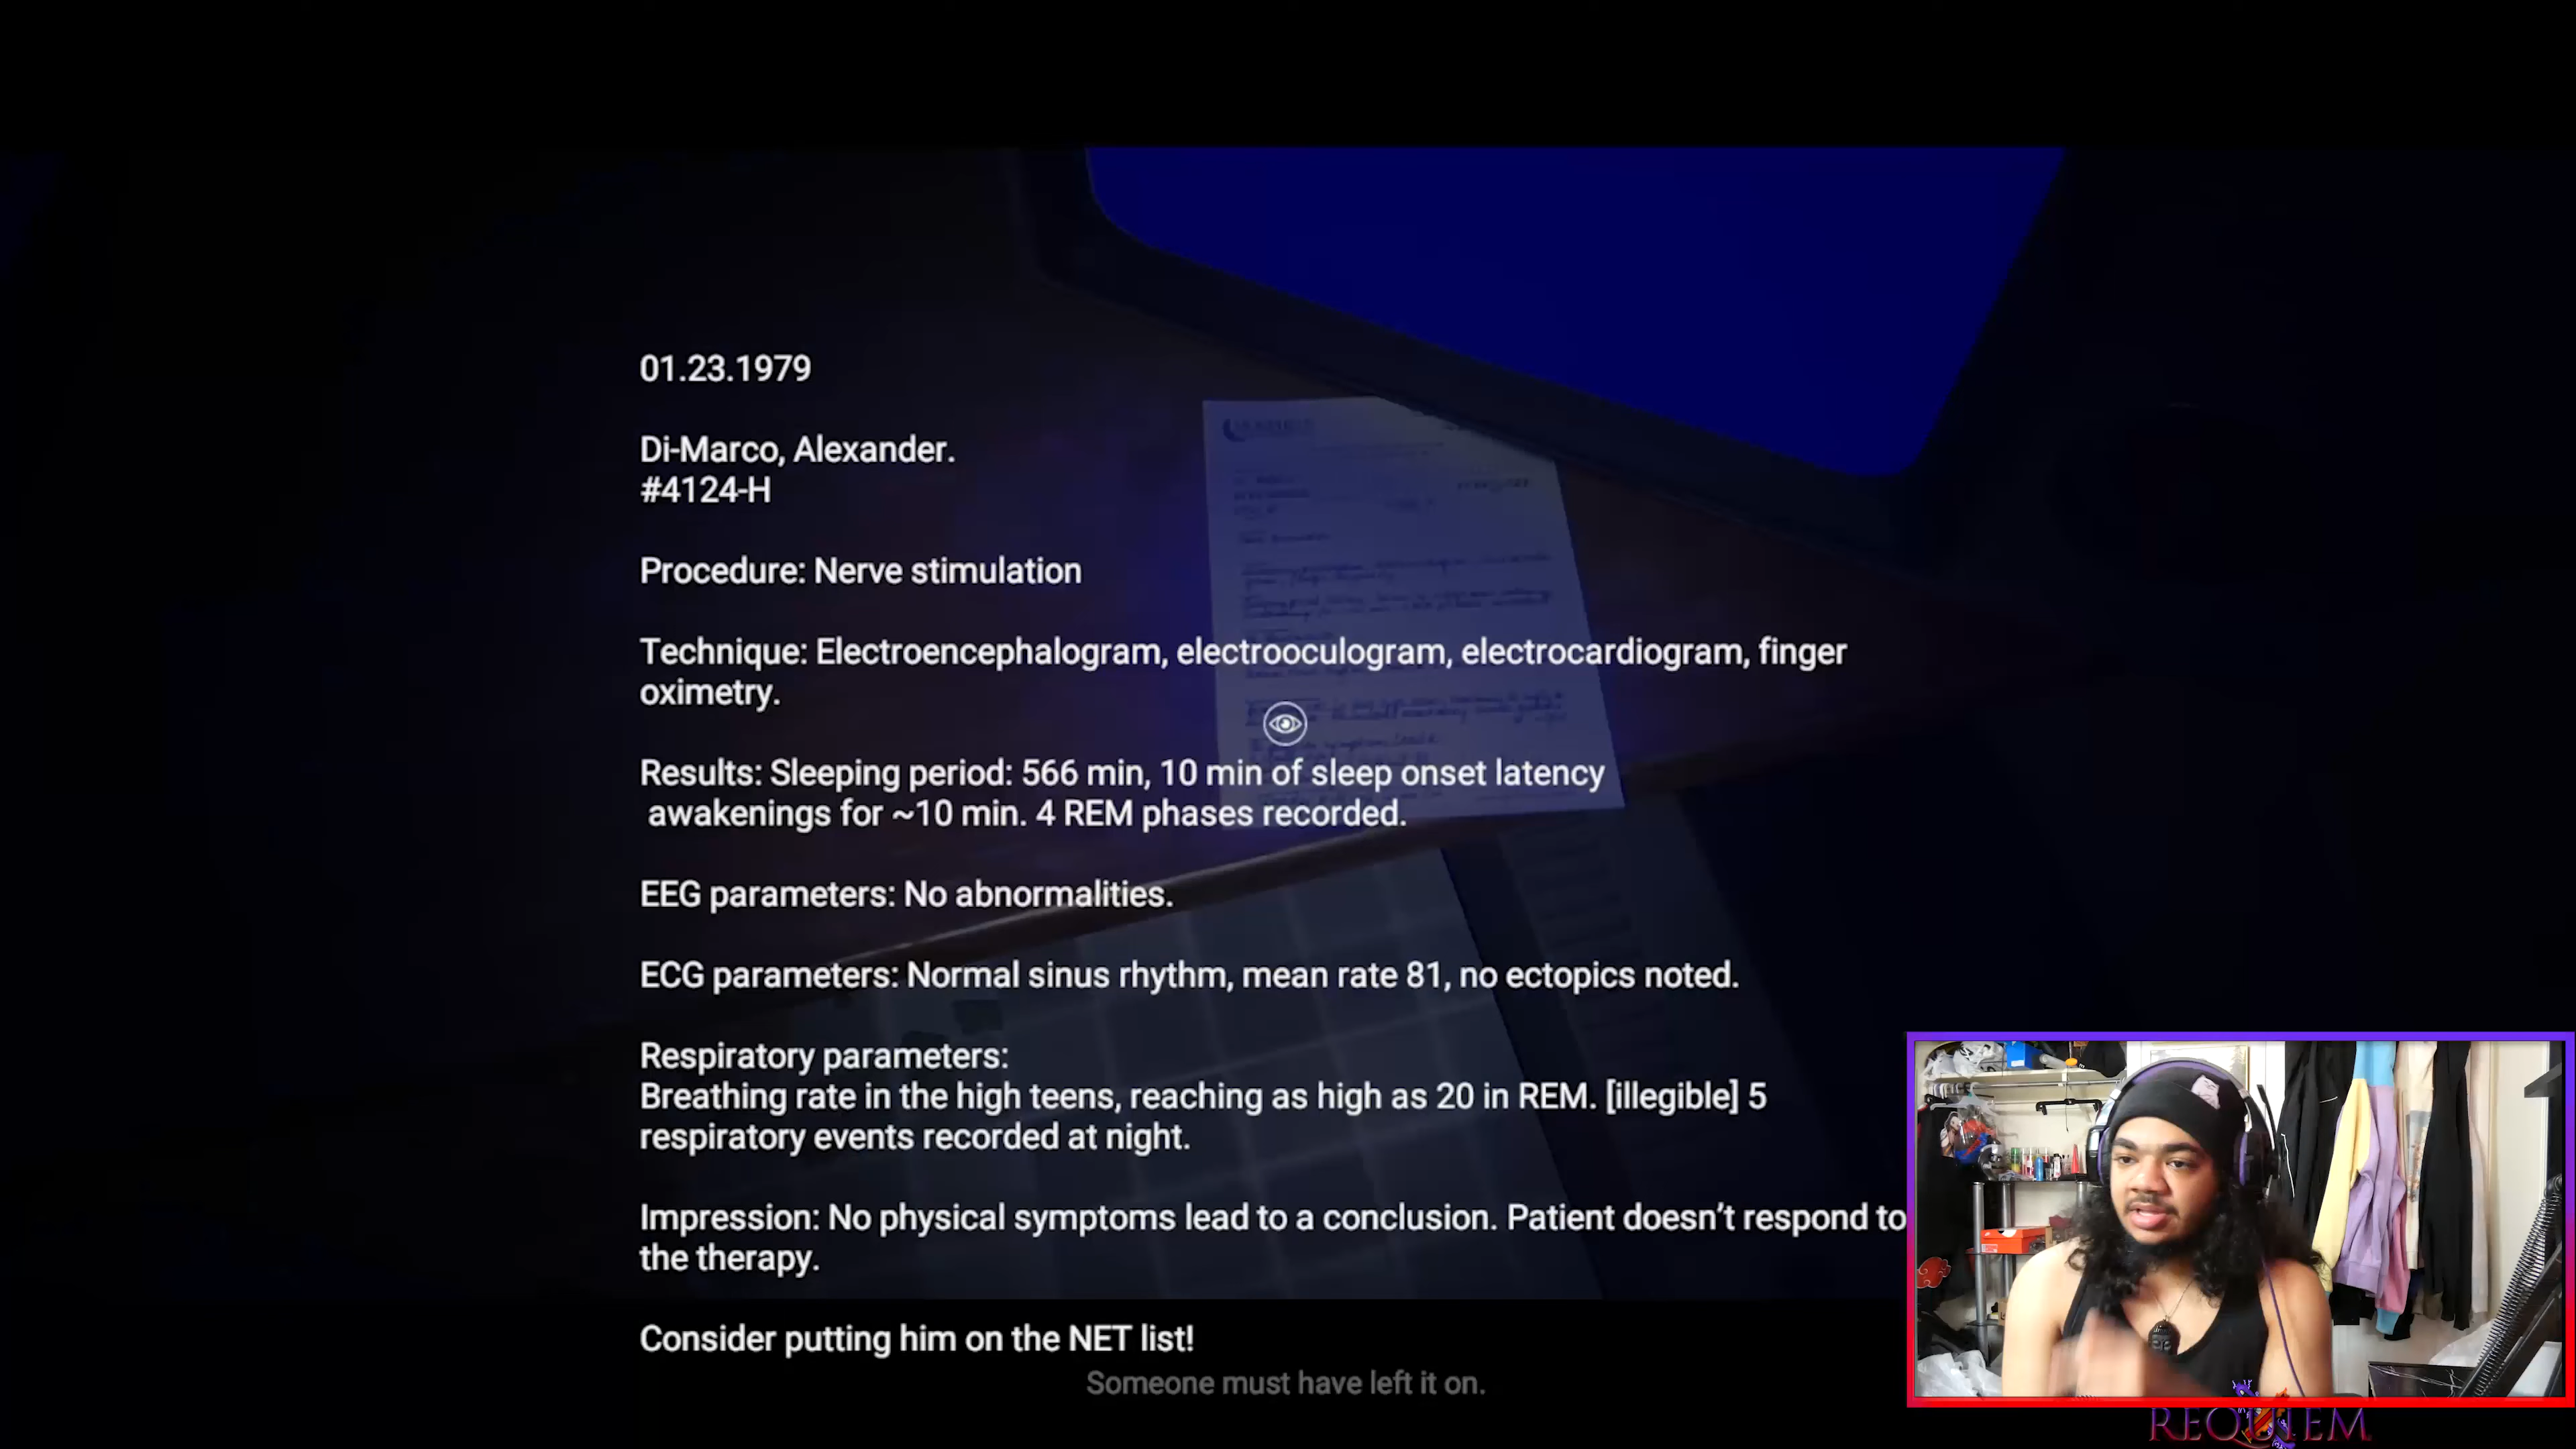 01.23.1979
Di-Marco, Alexander.
#4124-H
Procedure: Nerve stimulation
Technique: Electroencephalogram, electrooculogram, electrocardiogram, finger
oximetry.
Results: Sleeping period: 566 min, 10 min of sleep onset latency
awakenings for ~10 min. 4 REM phases recorded.
EEG parameters: No abnormalities.
ECG parameters: Normal sinus rhythm, mean rate 81, no ectopics noted.
Respiratory parameters:
Breathing rate in the high teens, reaching as high as 20 in REM. [illegible] 5
respiratory events recorded at night.
Impression: No physical symptoms lead to a conclusion. Patient doesn’t respond to
the therapy.
Consider putting him on the NET list!
Someone must have left it on.
REQUIEM